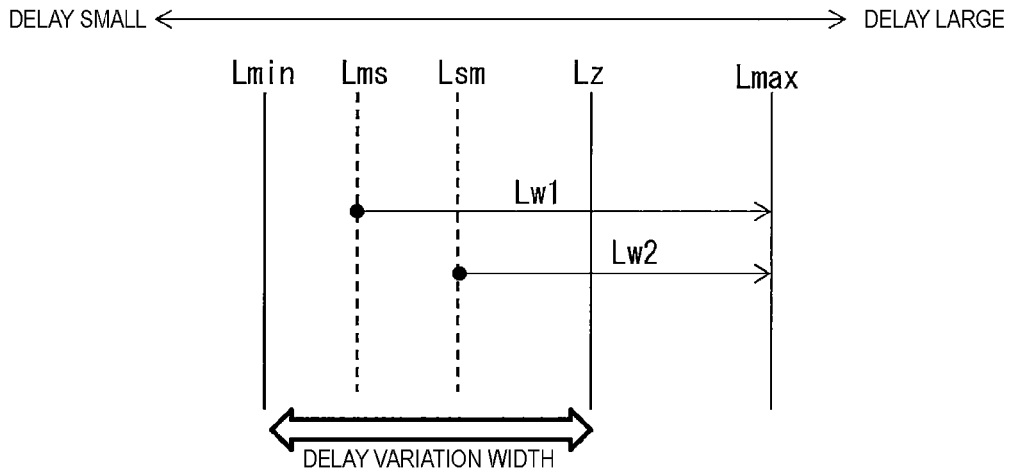 DELAY SMALL DELAY LARGE
Lmin Lms Lsm Lz Lmax
Lw1
Lw2
DELAY VARIATION WIDTH